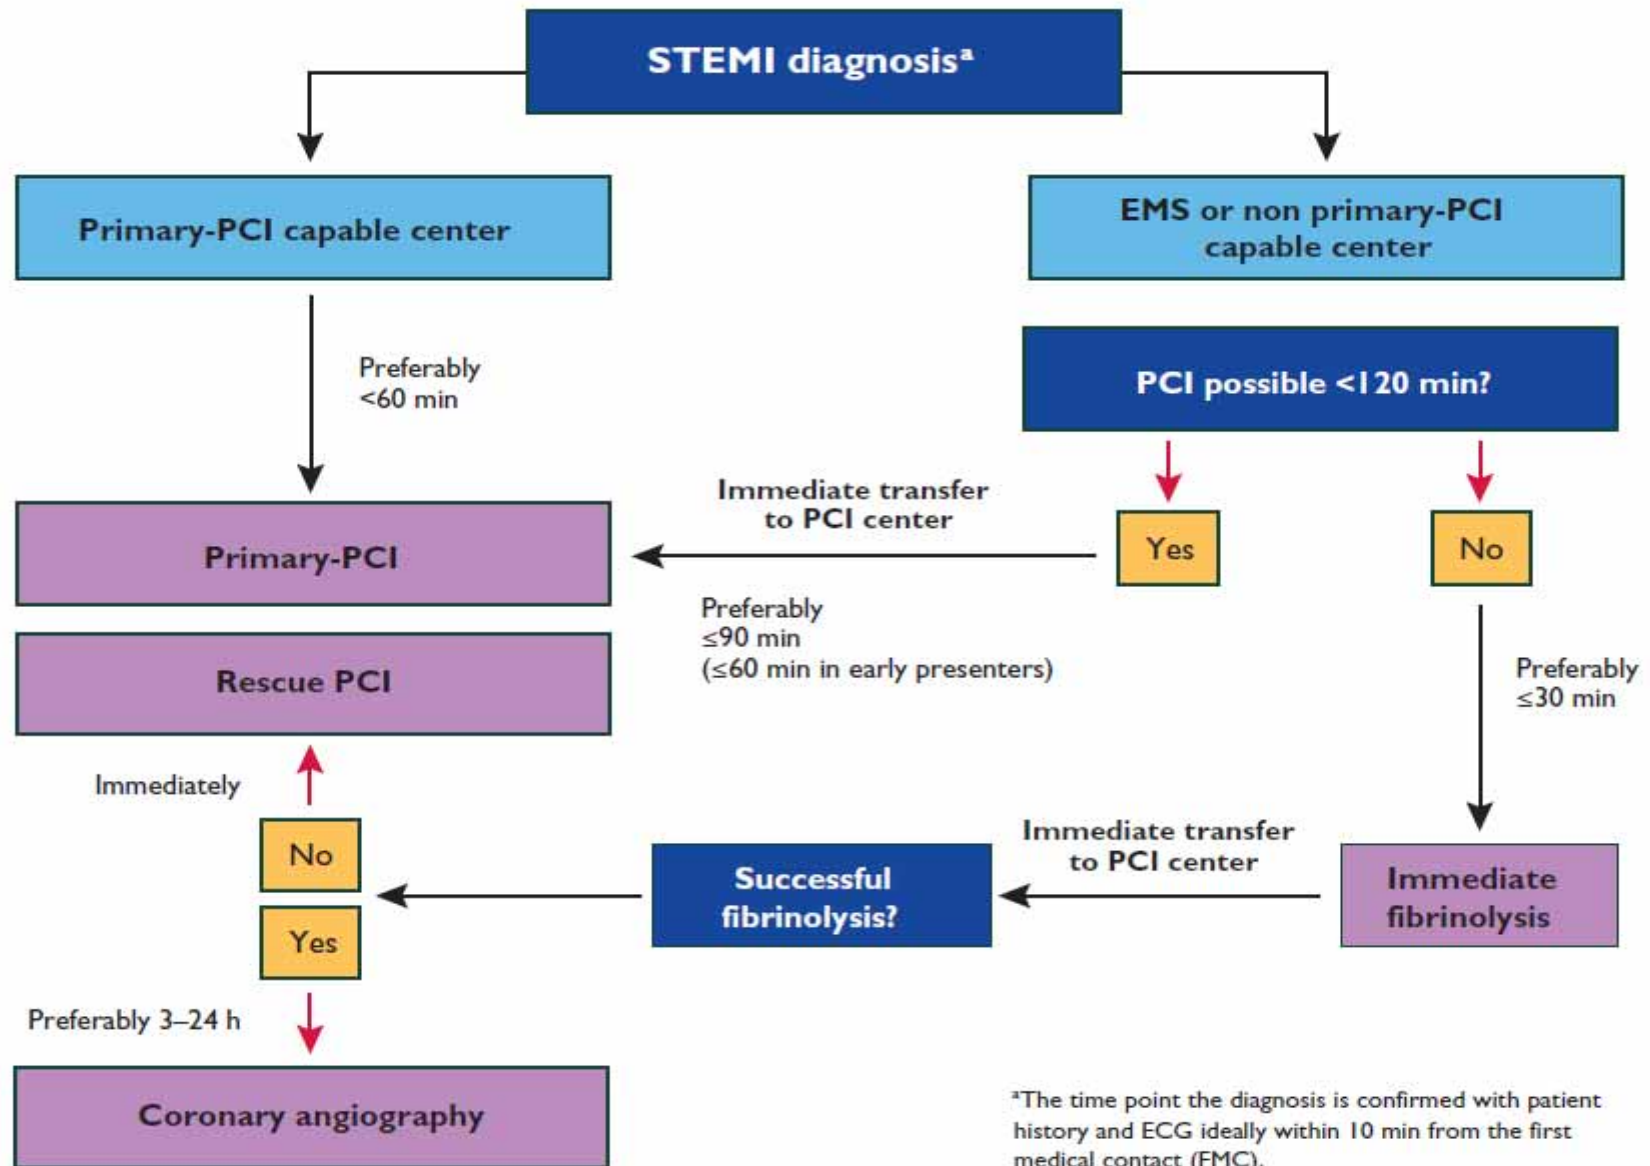 STEMI diagnosisᵃ
Primary-PCI capable center
EMS or non primary-PCI
capable center
Preferably
<60 min
PCI possible <120 min?
Immediate transfer
to PCI center
Yes
No
Primary-PCI
Preferably
≤90 min
(≤60 min in early presenters)
Rescue PCI
Preferably
≤30 min
Immediately
No
Immediate transfer
to PCI center
Successful
fibrinolysis?
Immediate
fibrinolysis
Yes
Preferably 3–24 h
Coronary angiography
ᵃThe time point the diagnosis is confirmed with patient
history and ECG ideally within 10 min from the first
medical contact (FMC).